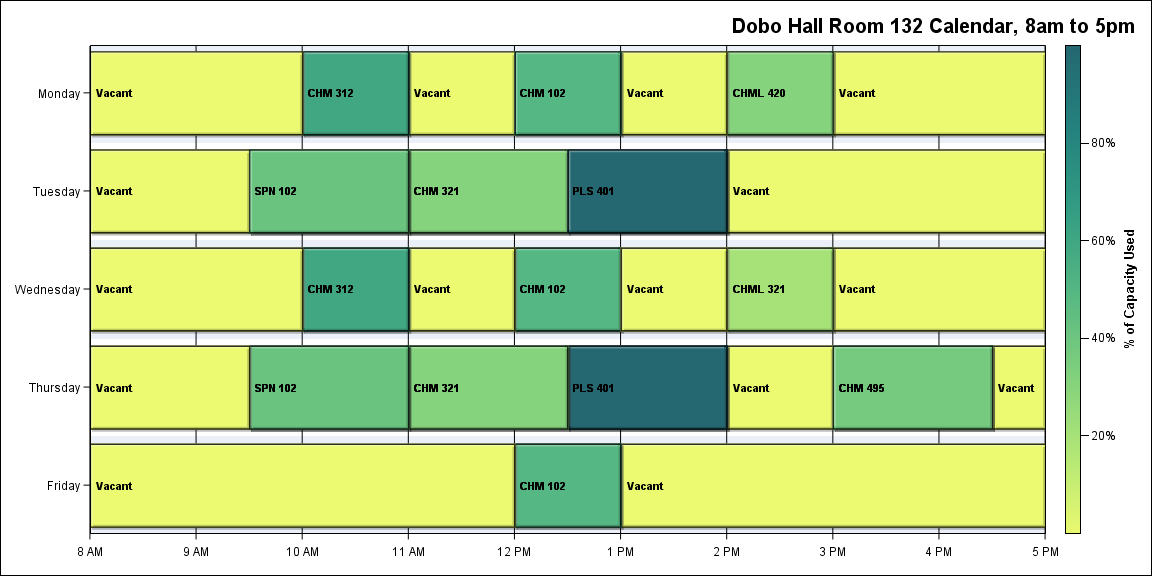 Dobo Hall Room 132 Calendar, 8am to 5pm
Monday
Vacant
CHM 312
Vacant
CHM 102
Vacant
CHML 420
Vacant
Tuesday
Vacant
SPN 102
CHM 321
PLS 401
Vacant
Wednesday
Vacant
CHM 312
Vacant
CHM 102
Vacant
CHML 321
Vacant
Thursday
Vacant
SPN 102
CHM 321
PLS 401
Vacant
CHM 495
Vacant
Friday
Vacant
CHM 102
Vacant
8 AM
9 AM
10 AM
11 AM
12 PM
1 PM
2 PM
3 PM
4 PM
5 PM
80%
60%
40%
20%
% of Capacity Used